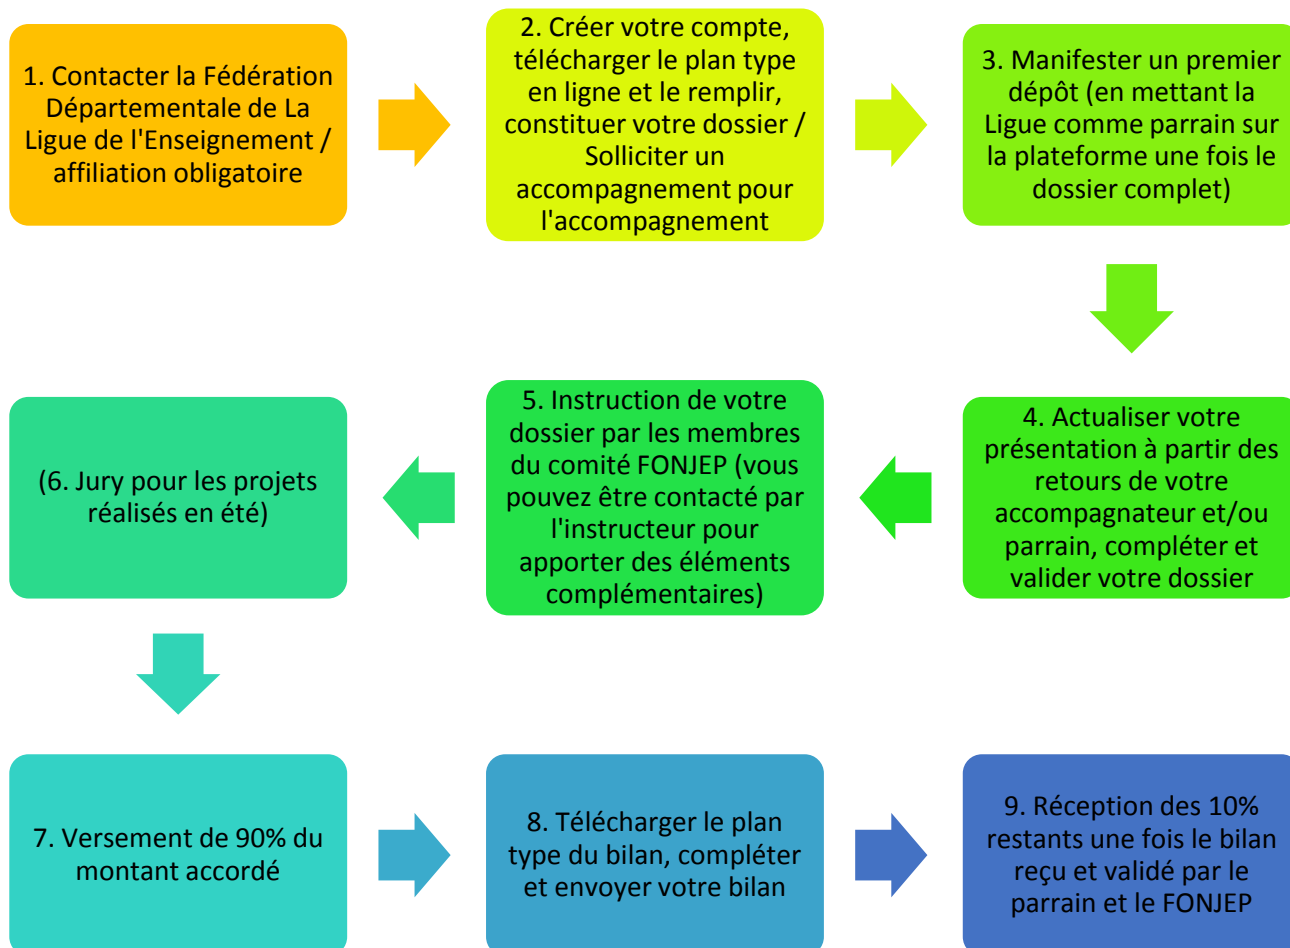 1. Contacter la Fédération
Départementale de La
Ligue de l'Enseignement /
affiliation obligatoire
2. Créer votre compte,
télécharger le plan type
en ligne et le remplir,
constituer votre dossier /
Solliciter un
accompagnement pour
l'accompagnement
3. Manifester un premier
dépôt (en mettant la
Ligue comme parrain sur
la plateforme une fois le
dossier complet)
4. Actualiser votre
présentation à partir des
retours de votre
accompagnateur et/ou
parrain, compléter et
valider votre dossier
5. Instruction de votre
dossier par les membres
du comité FONJEP (vous
pouvez être contacté par
l'instructeur pour
apporter des éléments
complémentaires)
(6. Jury pour les projets
réalisés en été)
7. Versement de 90% du
montant accordé
8. Télécharger le plan
type du bilan, compléter
et envoyer votre bilan
9. Réception des 10%
restants une fois le bilan
reçu et validé par le
parrain et le FONJEP